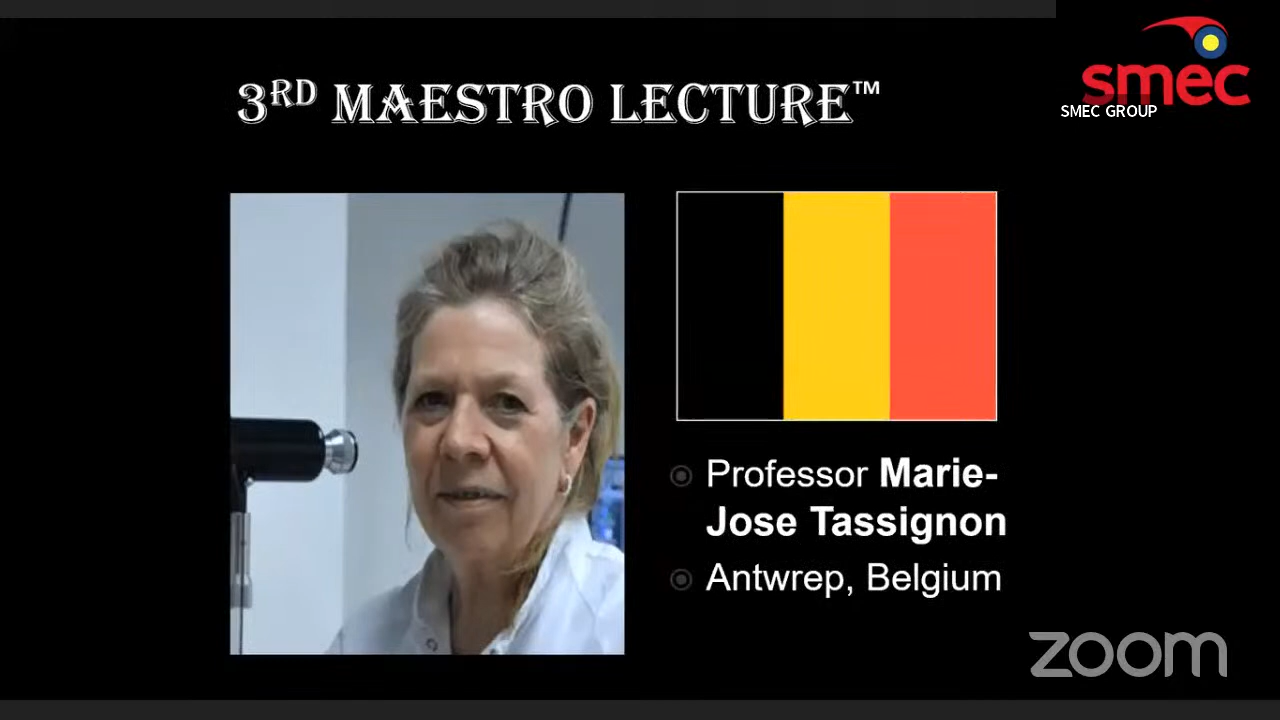 3RD MAESTRO LECTURE™
smec
SMEC GROUP
Professor Marie-
Jose Tassignon
Antwrep, Belgium
zoom